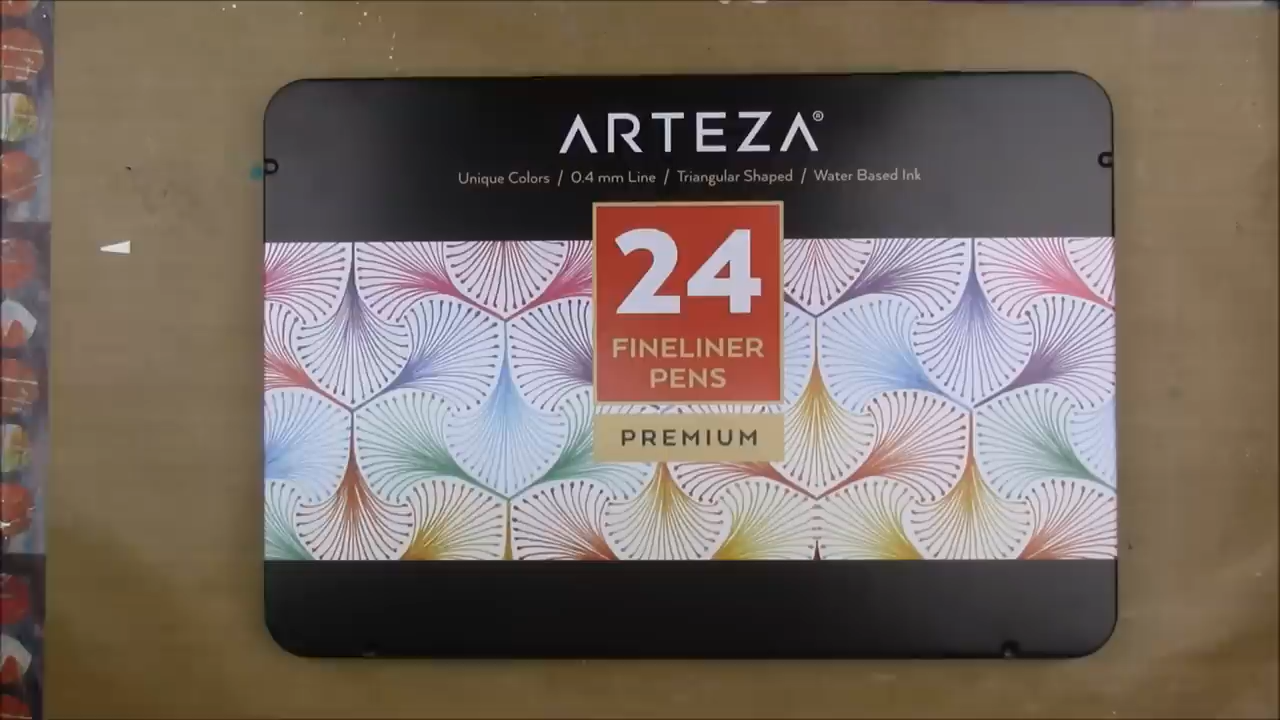 ARTEZA®
Unique Colors / 0.4 mm Line / Triangular Shaped / Water Based Ink
24
FINELINER
PENS
PREMIUM